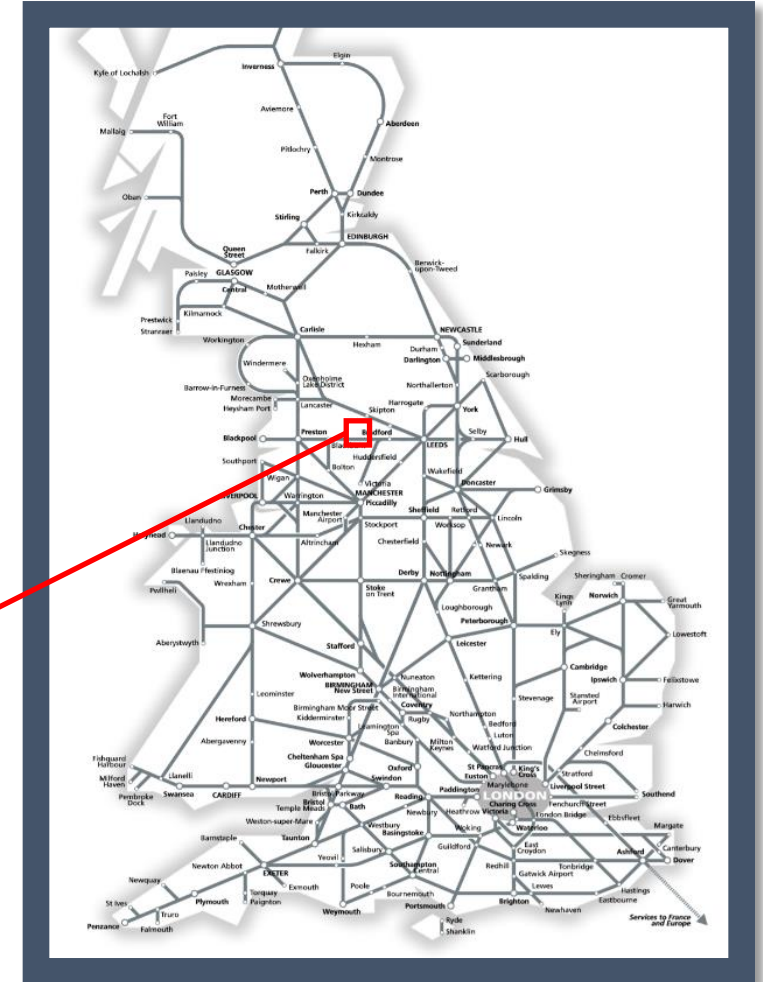 Elgin
Inverness
Kyle of Lochalsh
Aviemore
Fort
William
Aberdeen
Mallaig
Pitlochry
Montrose
Perth
Dundee
Oban
Stirling
Kirkcaldy
EDINBURGH
Queen
Street
Falkirk
Berwick-
upon-Tweed
Paisley
GLASGOW
Central
Motherwell
Prestwick
Kilmarnock
Stranraer
Carlisle
NEWCASTLE
Workington
Hexham
Durham
Sunderland
Darlington
Middlesbrough
Windermere
Scarborough
Oxenholme
Lake District
Northallerton
Barrow-in-Furness
Morecambe
Heysham Port
Lancaster
Harrogate
York
Skipton
Blackpool
Preston
Bradford
LEEDS
Selby
Hull
Huddersfield
Southport
Bolton
Wakefield
Wigan
Victoria
Doncaster
MANCHESTER
Piccadilly
Grimsby
Warrington
Manchester
Airport
Sheffield
Retford
Lincoln
Llandudno
Chester
Stockport
Worksop
Llandudno
Junction
Altrincham
Chesterfield
Newark
Skegness
Blaenau Ffestiniog
Derby
Nottingham
Spalding
Sheringham
Cromer
Pwllheli
Wrexham
Crewe
Stoke
on Trent
Grantham
Kings
Lynn
Norwich
Great
Yarmouth
Loughborough
Peterborough
Aberystwyth
Shrewsbury
Ely
Lowestoft
Stafford
Leicester
Wolverhampton
Cambridge
BIRMINGHAM
New Street
Nuneaton
Kettering
Ipswich
Felixstowe
Leominster
Birmingham
International
Stevenage
Stansted
Airport
Harwich
Birmingham Moor Street
Coventry
Kidderminster
Rugby
Northampton
Hereford
Leamington
Spa
Bedford
Colchester
Worcester
Banbury
Milton
Keynes
Luton
Abergavenny
Watford Junction
Chelmsford
Fishguard
Harbour
Cheltenham Spa
Gloucester
Oxford
St Pancras
Euston
King's
Cross
Stratford
Milford
Haven
Llanelli
Swindon
Marylebone
Liverpool Street
Pembroke
Dock
Swansea
CARDIFF
Newport
Bristol Parkway
Reading
Paddington
LONDON
Southend
Bristol
Temple Meads
Bath
Newbury
Heathrow
Victoria
Charing Cross
Fenchurch Street
London Bridge
Ebbsfleet
Weston-super-Mare
Westbury
Basingstoke
Woking
Waterloo
Margate
Barnstaple
Taunton
Salisbury
Guildford
East
Croydon
Canterbury
Ashford
Dover
Newton Abbot
Yeovil
Southampton
Central
Redhill
Tonbridge
Gatwick Airport
EXETER
Newquay
Exmouth
Poole
Bournemouth
Lewes
Hastings
Eastbourne
St Ives
Plymouth
Torquay
Paignton
Weymouth
Portsmouth
Brighton
Newhaven
Truro
Penzance
Falmouth
Ryde
Shanklin
Services to France
and Europe